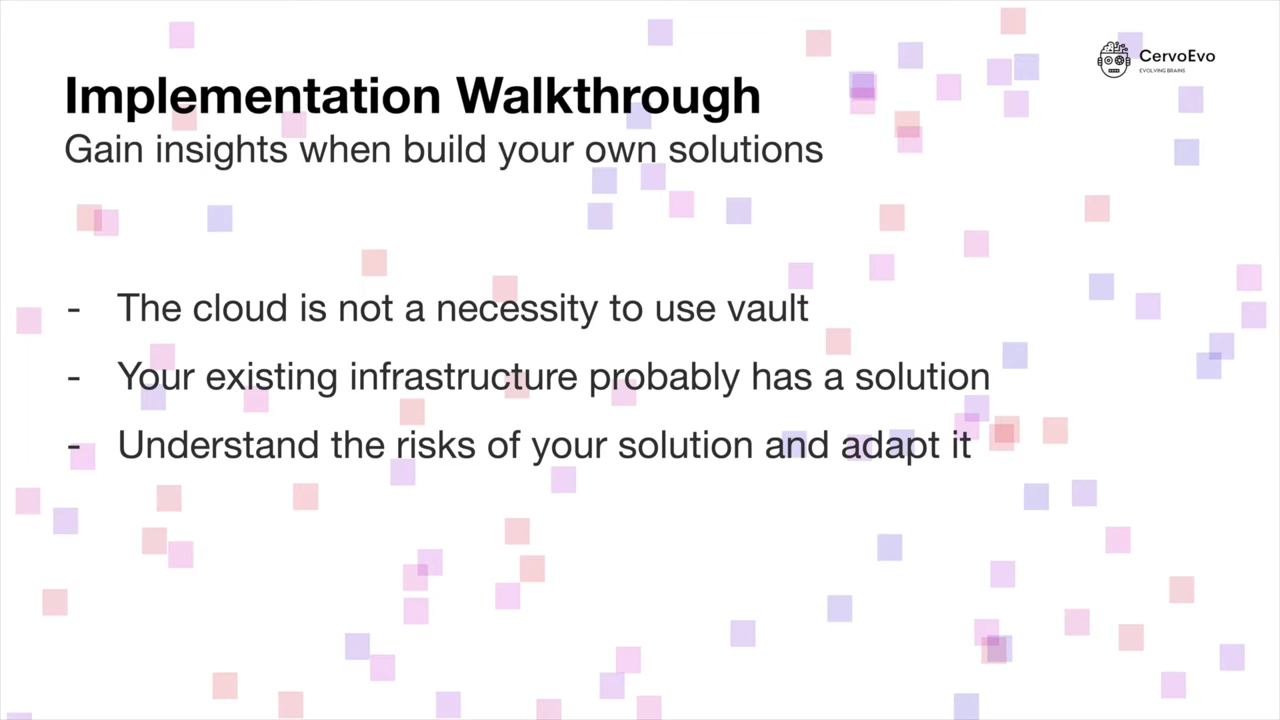 CervoEvo
EVOLVING BRAINS
Implementation Walkthrough
Gain insights when build your own solutions
- The cloud is not a necessity to use vault
- Your existing infrastructure probably has a solution
- Understand the risks of your solution and adapt it